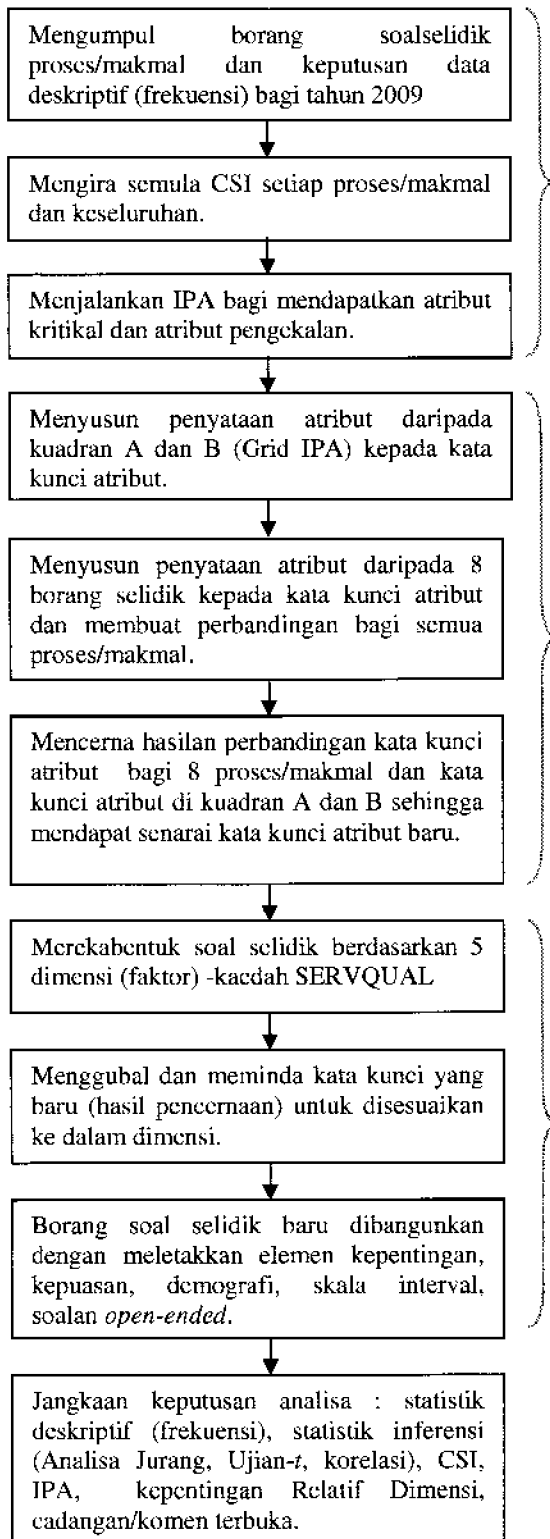 Mengumpul borang soalselidik
proses/makmal dan keputusan data
deskriptif (frekuensi) bagi tahun 2009
Mengira semula CSI setiap proses/makmal
dan keseluruhan.
Menjalankan IPA bagi mendapatkan atribut
kritikal dan atribut pengekalan.
Menyusun penyataan atribut daripada
kuadran A dan B (Grid IPA) kepada kata
kunci atribut.
Menyusun penyataan atribut daripada 8
borang selidik kepada kata kunci atribut
dan membuat perbandingan bagi semua
proses/makmal.
Mencerna hasilan perbandingan kata kunci
atribut bagi 8 proses/makmal dan kata
kunci atribut di kuadran A dan B sehingga
mendapat senarai kata kunci atribut baru.
Merekabentuk soal selidik berdasarkan 5
dimensi (faktor) -kaedah SERVQUAL
Menggubal dan meminda kata kunci yang
baru (hasil pencernaan) untuk disesuaikan
ke dalam dimensi.
Borang soal selidik baru dibangunkan
dengan meletakkan elemen kepentingan,
kepuasan, demografi, skala interval,
soalan open-ended.
Jangkaan keputusan analisa : statistik
deskriptif (frekuensi), statistik inferensi
(Analisa Jurang, Ujian-t, korelasi), CSI,
IPA, kepentingan Relatif Dimensi,
cadangan/komen terbuka.